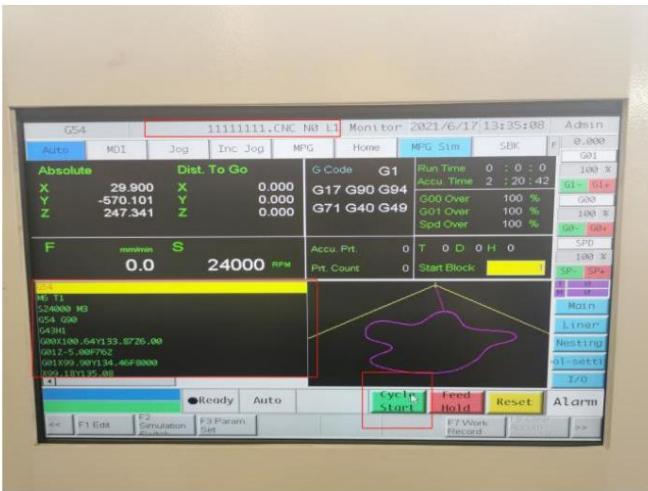 G54 11111111.CNC N0 L1 Monitor 2021/6/17 13:35:08 Admin
Auto MDI Jog Inc Jog MPG Home MPG Sim SBK F 0.000
Absolute Dist. To Go G Code G1 Run Time 0 : 0 : 0 G01
X 29.900 X 0.000 G17 G90 G94 Accu. Time 2 : 20 : 42 100 %
Y -570.101 Y 0.000 G71 G40 G49 G00 Over 100 % G1- G1+
Z 247.341 Z 0.000 G01 Over 100 % G00
Spd Over 100 % 100 %
G0- G0+
F mm/min 0.0 S 24000 RPM Accu. Prt. 0 T 0 D 0 H 0 SPD
Prt. Count 0 Start Block 1 100 %
SP- SP+
G54
M6 T1
S24000 M3
G54 G90
G43H1
G00X100.64Y133.87Z6.00
G01Z-5.00F762
G01X99.90Y134.46F8000
X99.18Y135.08
Main
Liner
Nesting
I/O
Ready Auto Cycle Start Feed Hold Reset Alarm
<< F1 Edit F2 Simulation F3 Param Set F7 Work Record >>